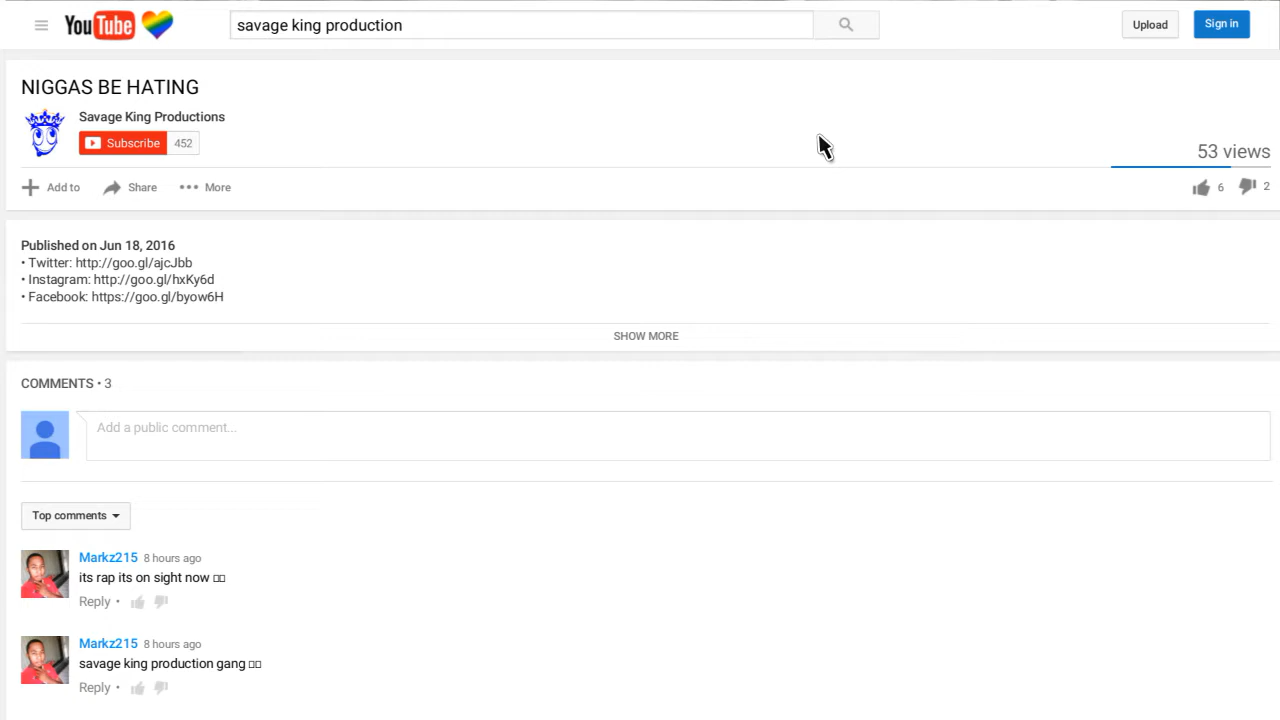 YouTube
savage king production
Upload
Sign in
NIGGAS BE HATING
Savage King Productions
Subscribe 452
53 views
Add to Share ••• More
6 2
Published on Jun 18, 2016
• Twitter: http://goo.gl/ajcJbb
• Instagram: http://goo.gl/hxKy6d
• Facebook: https://goo.gl/byow6H
SHOW MORE
COMMENTS • 3
Add a public comment...
Top comments
Markz215 8 hours ago
its rap its on sight now
Reply •
Markz215 8 hours ago
savage king production gang
Reply •